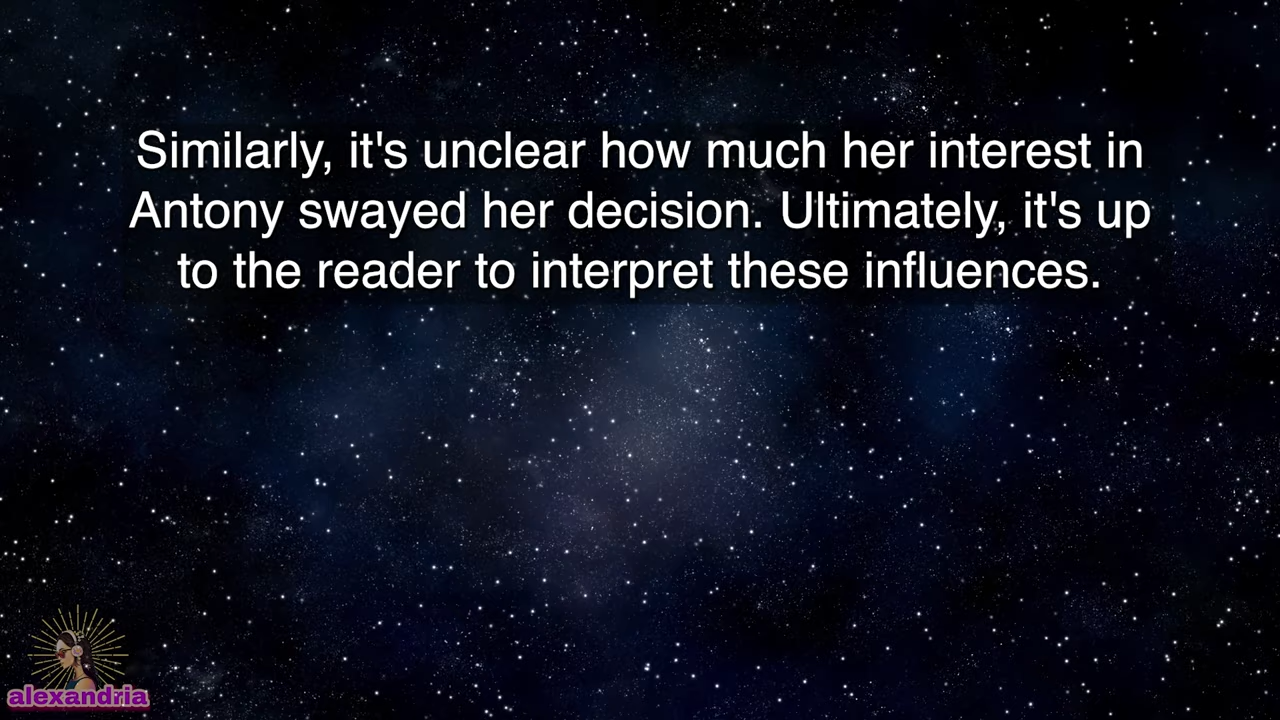 Similarly, it's unclear how much her interest in
Antony swayed her decision. Ultimately, it's up
to the reader to interpret these influences.
alexandria